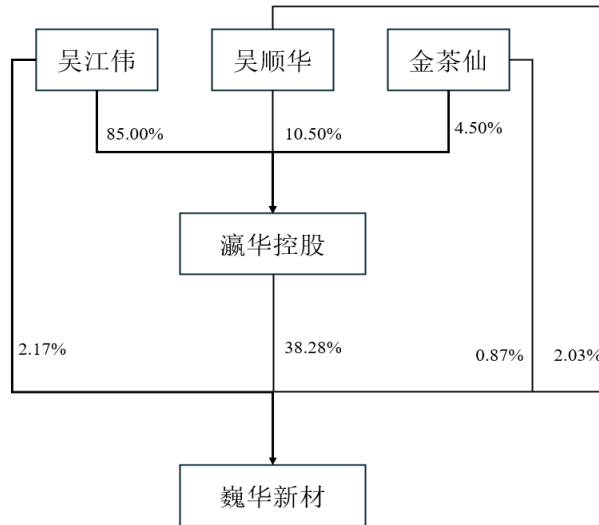 吴江伟
吴顺华
金茶仙
85.00%
10.50%
4.50%
瀛华控股
2.17%
38.28%
0.87%
2.03%
巍华新材